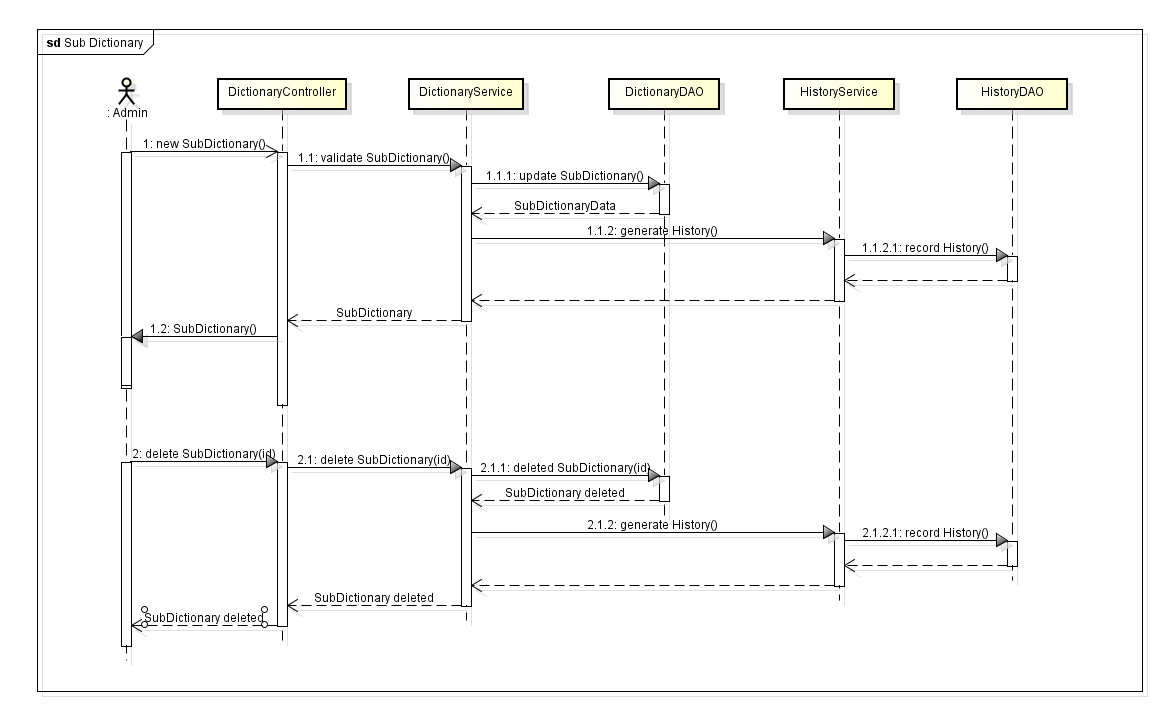 sd Sub Dictionary
: Admin
DictionaryController
DictionaryService
DictionaryDAO
HistoryService
HistoryDAO
1: new SubDictionary()
1.1: validate SubDictionary()
1.1.1: update SubDictionary()
SubDictionaryData
1.1.2: generate History()
1.1.2.1: record History()
SubDictionary
1.2: SubDictionary()
2: delete SubDictionary(id)
2.1: delete SubDictionary(id)
2.1.1: deleted SubDictionary(id)
SubDictionary deleted
2.1.2: generate History()
2.1.2.1: record History()
SubDictionary deleted
SubDictionary deleted